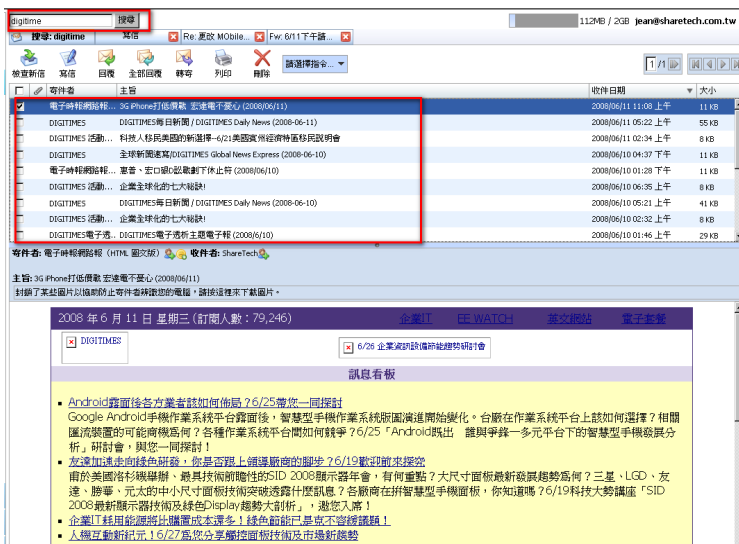 digitime 搜尋 112MB / 2GB jean@sharetech.com.tw
搜尋: digitime 寫信 Re: 更改 MObile... Fw: 6/11下午請...
檢查新信 寫信 回覆 全部回覆 轉寄 列印 刪除 請選擇指令... 1 /1
寄件者 主旨 收件日期 大小
電子時報網路報... 3G iPhone打低價戰 宏達電不憂心 (2008/06/11) 2008/06/11 11:08 上午 11 KB
DIGITIMES DIGITIMES每日新聞 / DIGITIMES Daily News (2008-06-11) 2008/06/11 05:22 上午 55 KB
DIGITIMES 活動... 科技人移民美國的新選擇--6/21美國賓州經濟特區移民說明會 2008/06/11 02:34 上午 8 KB
DIGITIMES 全球新聞速寫/DIGITIMES Global News Express (2008-06-10) 2008/06/10 04:37 下午 11 KB
電子時報網路報... 惠普、宏碁 訟戰劃下休止符 (2008/06/10) 2008/06/10 01:28 下午 11 KB
DIGITIMES 活動... 企業全球化的七大秘訣! 2008/06/10 06:35 上午 8 KB
DIGITIMES DIGITIMES每日新聞 / DIGITIMES Daily News (2008-06-10) 2008/06/10 05:21 上午 41 KB
DIGITIMES 活動... 企業全球化的七大秘訣! 2008/06/10 02:32 上午 8 KB
DIGITIMES電子透... DIGITIMES電子透析主題電子報 (2008/6/10) 2008/06/10 01:46 上午 29 KB
寄件者: 電子時報網路報 (HTML 圖文版) 收件者: ShareTech
主旨: 3G iPhone打低價戰 宏達電不憂心 (2008/06/11)
封鎖了某些圖片以協助防止寄件者辨識您的電腦，請按這裡來下載圖片。
2008 年 6 月 11 日 星期三 (訂閱人數：79,246) 企業IT EE WATCH 英文網站 電子套餐
DIGITIMES 6/26 企業資訊設備節能趨勢研討會
訊息看板
Android露面後各方業者該如何佈局？6/25帶您一同探討
Google Android手機作業系統平台露面後，智慧型手機作業系統版圖演進開始變化。台廠在作業系統平台上該如何選擇？相關
匯流裝置的可能商機為何？各種作業系統平台間如何競爭？6/25「Android既出　誰與爭鋒—多元平台下的智慧型手機發展分
析」研討會，與您一同探討！
友達加速走向綠色研發，你是否跟上領導廠商的腳步？6/19歡迎前來探究
甫於美國洛杉磯舉辦、最具技術前瞻性的SID 2008顯示器年會，有何重點？大尺寸面板最新發展趨勢為何？三星、LGD、友
達、勝華、元太的中小尺寸面板技術突破透露什麼訊息？各廠商在拼智慧型手機面板，你知道嗎？6/19科技大勢講座「SID
2008最新顯示器技術及綠色Display趨勢大剖析」，邀您入席！
企業IT耗用能源將比購置成本還多！綠色節能已是克不容緩議題！
人機互動新紀元！6/27為您分享觸控面板技術及市場新趨勢